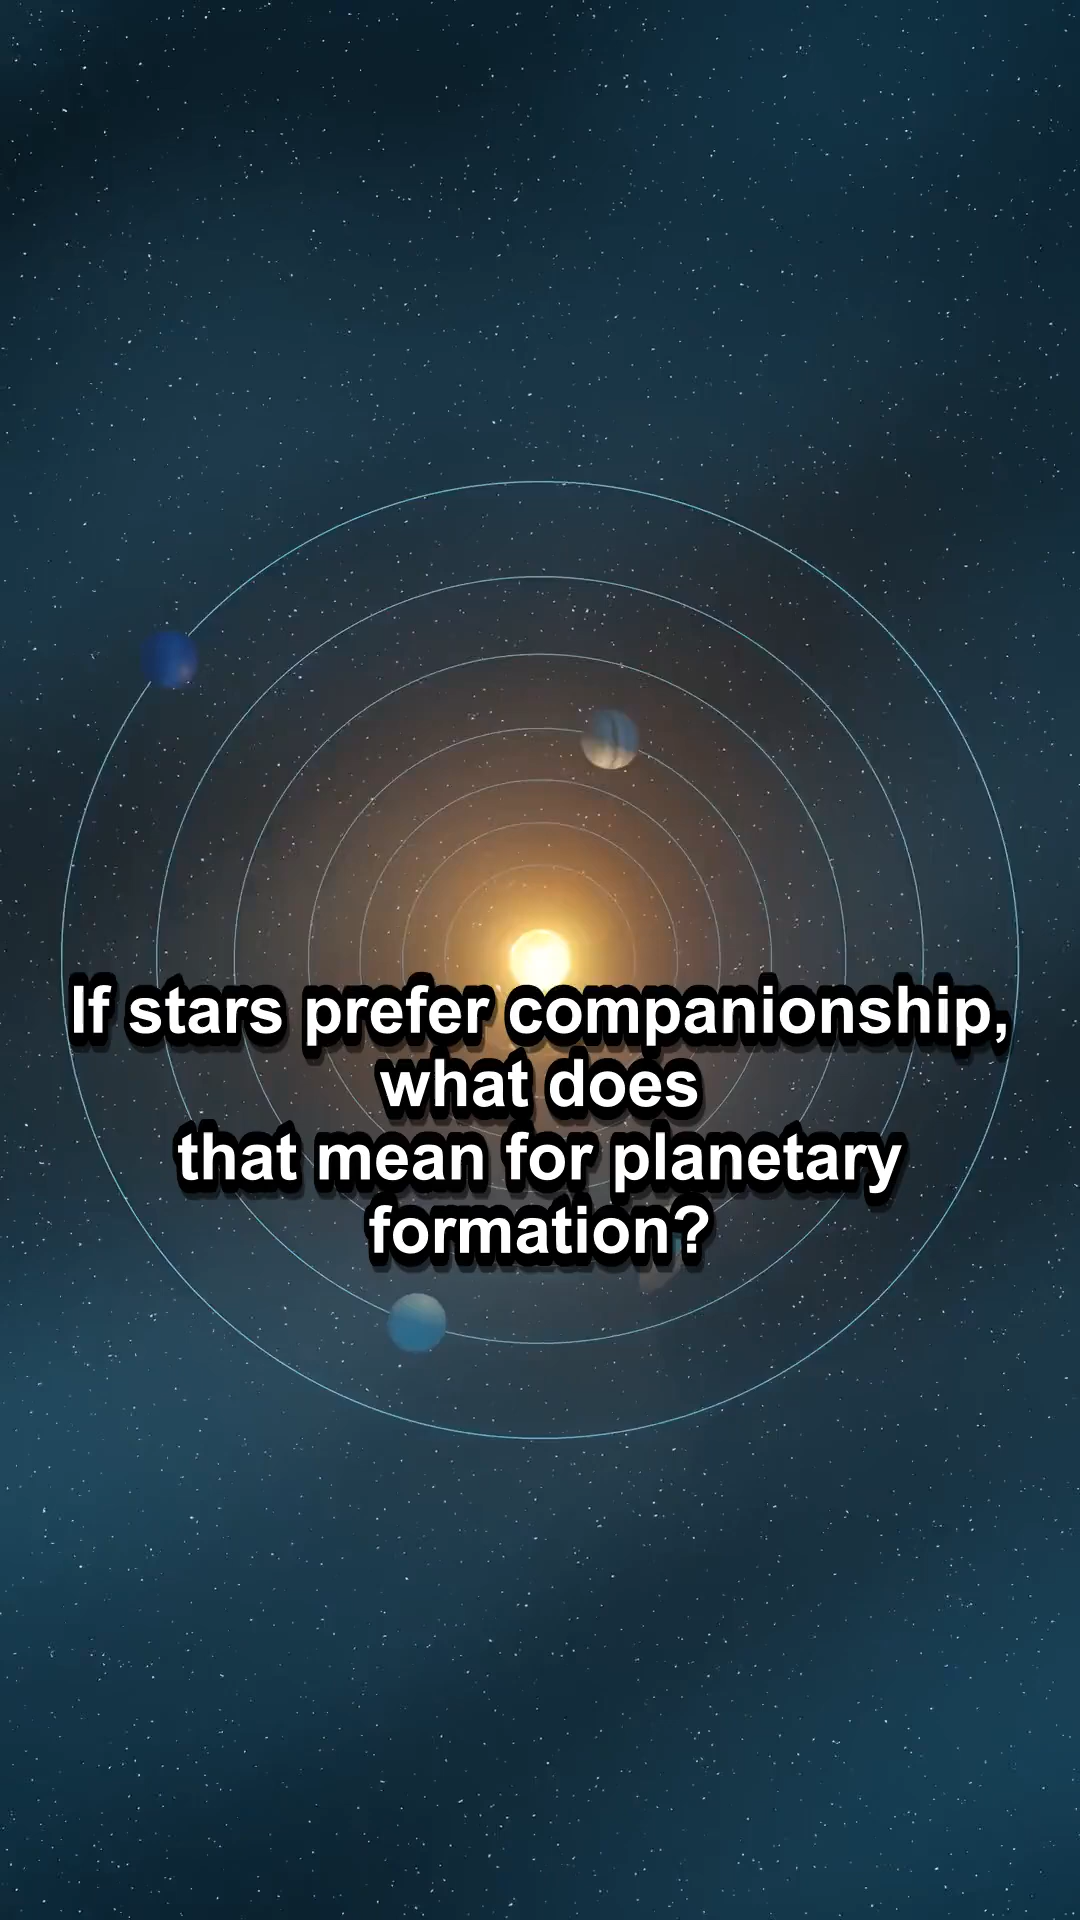 If stars prefer companionship,
what does
that mean for planetary
formation?